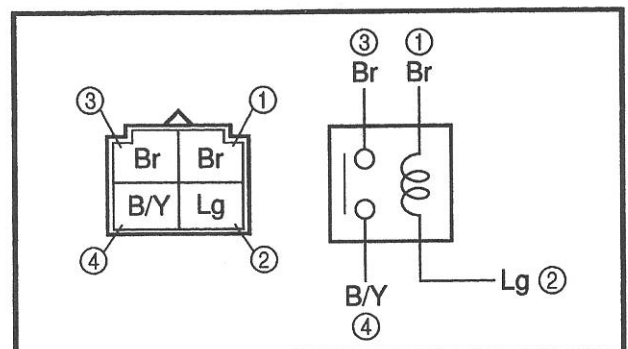 ③ ①
Br Br
③ ①
Br Br
B/Y Lg
④ ②
B/Y
④
Lg ②